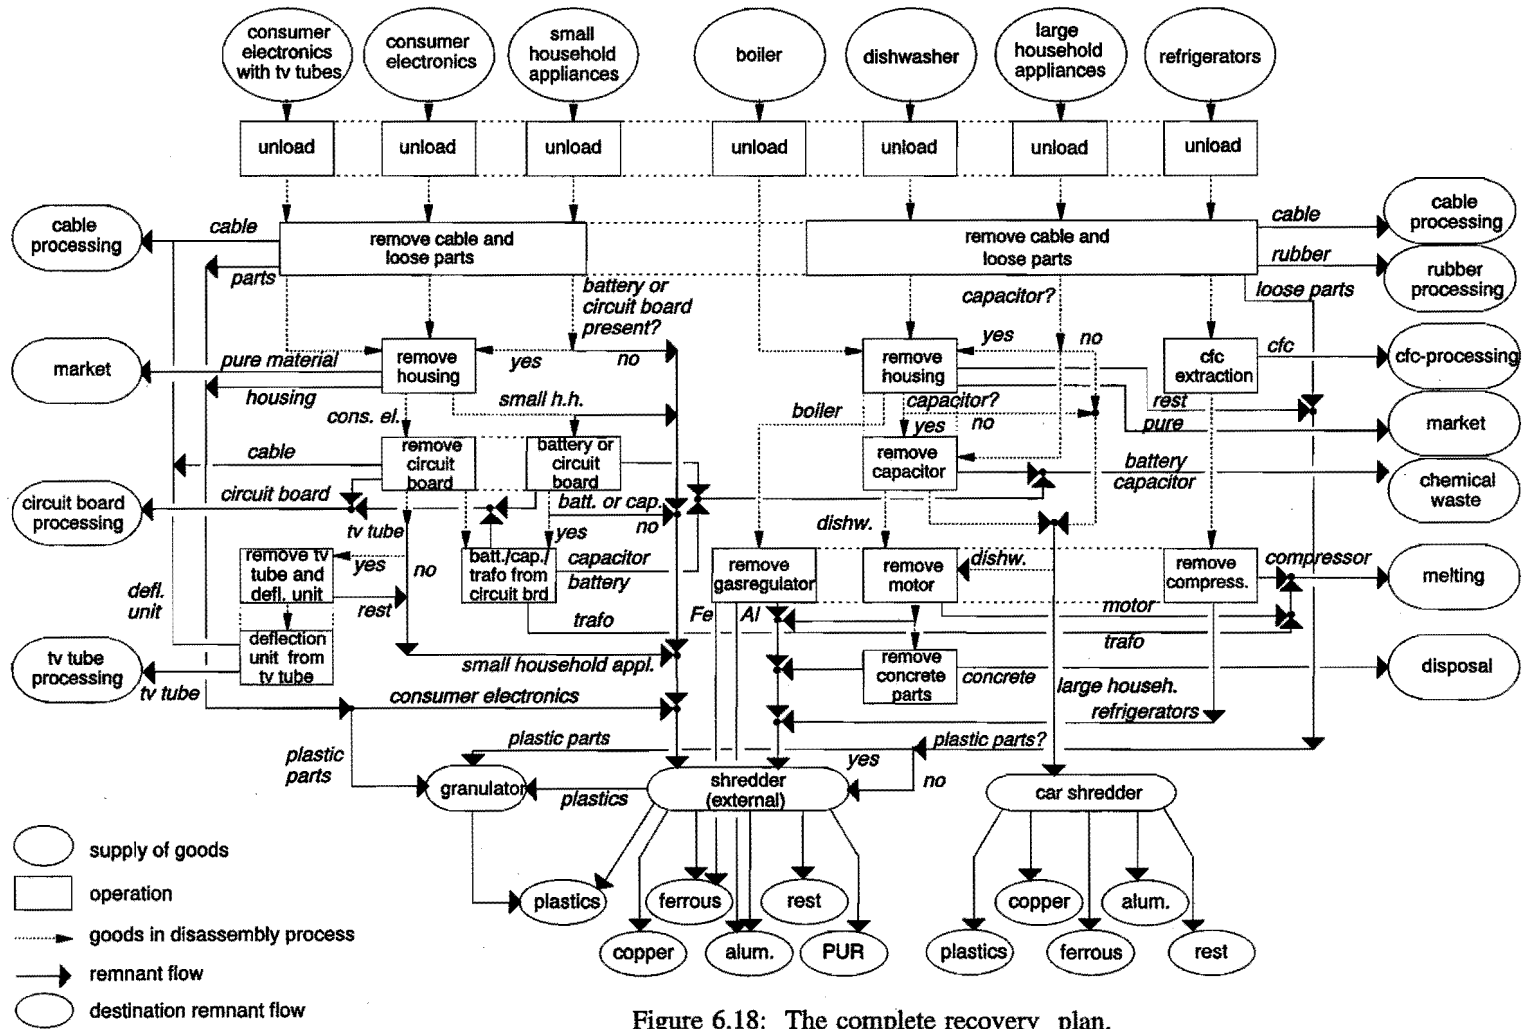 consumer
electronics
with tv tubes
consumer
electronics
small
household
appliances
boiler
dishwasher
large
household
appliances
refrigerators
unload
unload
unload
unload
unload
unload
unload
cable
processing
cable
parts
remove cable and
loose parts
remove cable and
loose parts
cable
rubber
loose parts
cable
processing
rubber
processing
battery or
circuit board
present?
capacitor?
market
pure material
housing
remove
housing
yes
no
remove
housing
yes
no
cfc
extraction
cfc
cfc-processing
cons. el.
small h.h.
boiler
capacitor?
yes
no
rest
pure
market
cable
remove
circuit
board
battery or
circuit
board
remove
capacitor
battery
capacitor
chemical
waste
circuit board
processing
circuit board
tv tube
batt. or cap.
yes
no
dishw.
defl.
unit
remove tv
tube and
defl. unit
yes
no
rest
batt./cap./
trafo from
circuit brd
capacitor
battery
trafo
remove
gasregulator
Fe
Al
remove
motor
dishw.
remove
compress.
compressor
motor
trafo
melting
tv tube
processing
tv tube
deflection
unit from
tv tube
small household appl.
consumer electronics
remove
concrete
parts
concrete
large househ.
refrigerators
disposal
plastic
parts
plastic parts
plastic parts?
yes
no
granulator
plastics
shredder
(external)
car shredder
plastics
ferrous
rest
copper
alum.
PUR
copper
alum.
plastics
ferrous
rest
supply of goods
operation
goods in disassembly process
remnant flow
destination remnant flow
Figure 6.18: The complete recovery plan.